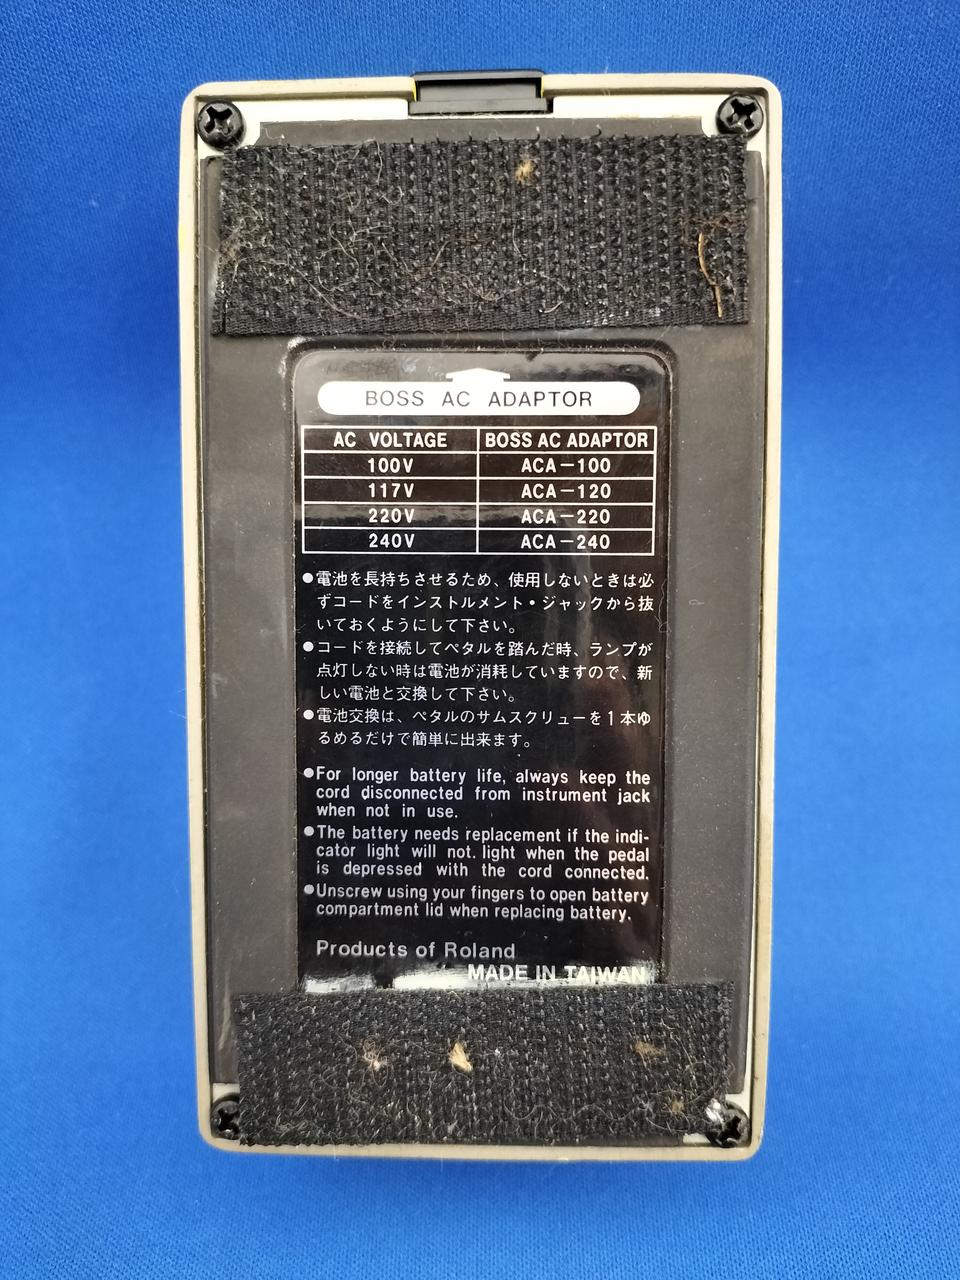 BOSS AC ADAPTOR
AC VOLTAGE BOSS AC ADAPTOR
100V ACA-100
117V ACA-120
220V ACA-220
240V ACA-240
●電池を長持ちさせるため、使用しないときは必
ずコードをインストルメント・ジャックから抜
いておくようにして下さい。
●コードを接続してペタルを踏んだ時、ランプが
点灯しない時は電池が消耗していますので、新
しい電池と交換して下さい。
●電池交換は、ペタルのサムスクリューを1本ゆ
るめるだけで簡単に出来ます。
●For longer battery life, always keep the
cord disconnected from instrument jack
when not in use.
●The battery needs replacement if the indi-
cator light will not. light when the pedal
is depressed with the cord connected.
●Unscrew using your fingers to open battery
compartment lid when replacing battery.
Products of Roland
MADE IN TAIWAN